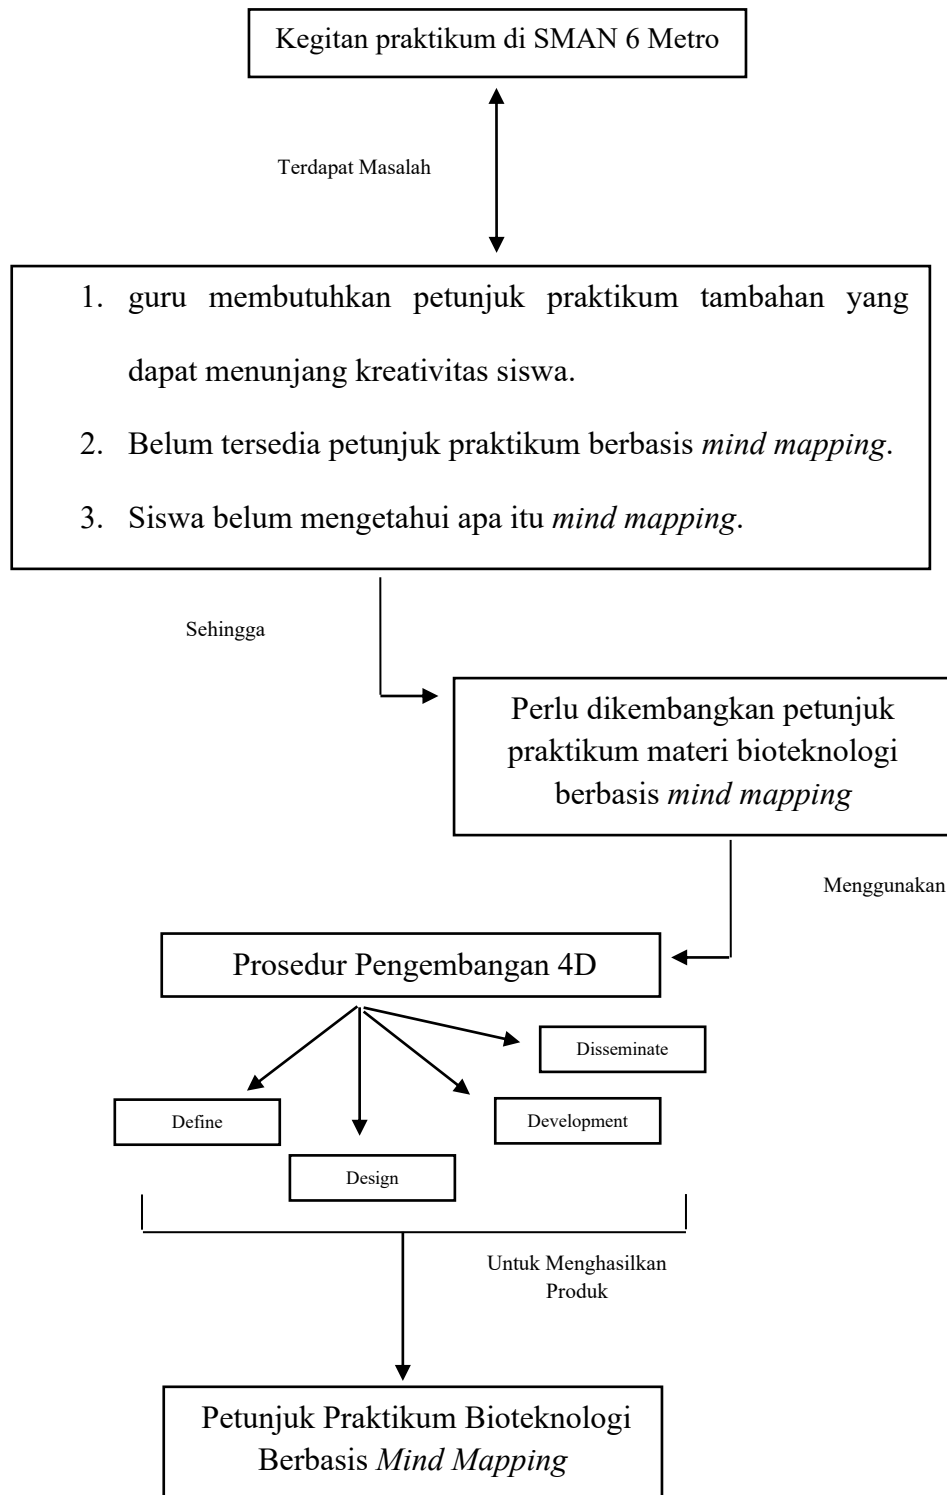 Kegitan praktikum di SMAN 6 Metro
Terdapat Masalah
1. guru membutuhkan petunjuk praktikum tambahan yang
dapat menunjang kreativitas siswa.
2. Belum tersedia petunjuk praktikum berbasis mind mapping.
3. Siswa belum mengetahui apa itu mind mapping.
Sehingga
Perlu dikembangkan petunjuk
praktikum materi bioteknologi
berbasis mind mapping
Menggunakan
Prosedur Pengembangan 4D
Disseminate
Define
Development
Design
Untuk Menghasilkan
Produk
Petunjuk Praktikum Bioteknologi
Berbasis Mind Mapping